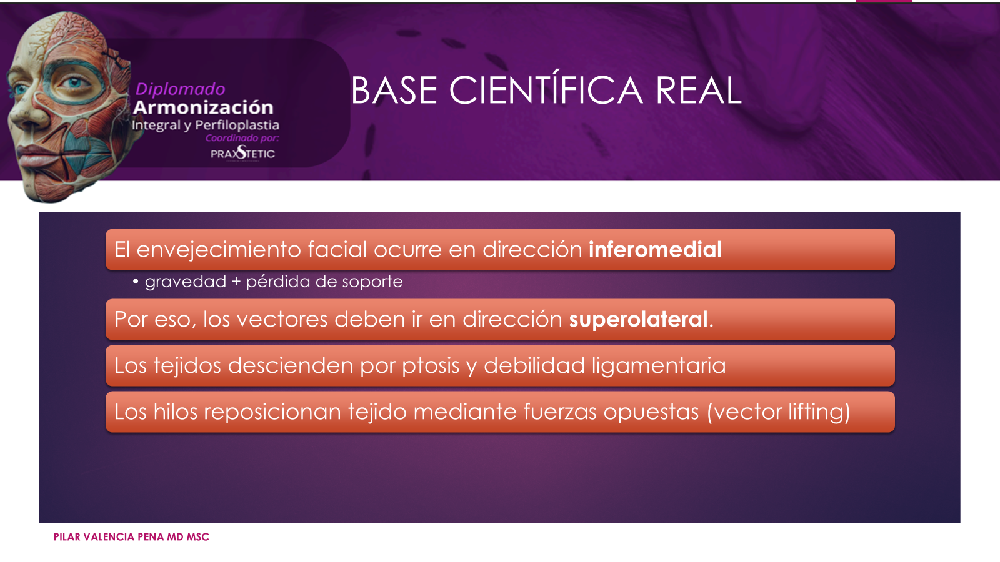 Diplomado
Armonización
Integral y Perfiloplastia
Coordinado por:
PRAXSTETIC
BASE CIENTÍFICA REAL
El envejecimiento facial ocurre en dirección inferomedial
• gravedad + pérdida de soporte
Por eso, los vectores deben ir en dirección superolateral.
Los tejidos descienden por ptosis y debilidad ligamentaria
Los hilos reposicionan tejido mediante fuerzas opuestas (vector lifting)
PILAR VALENCIA PENA MD MSC